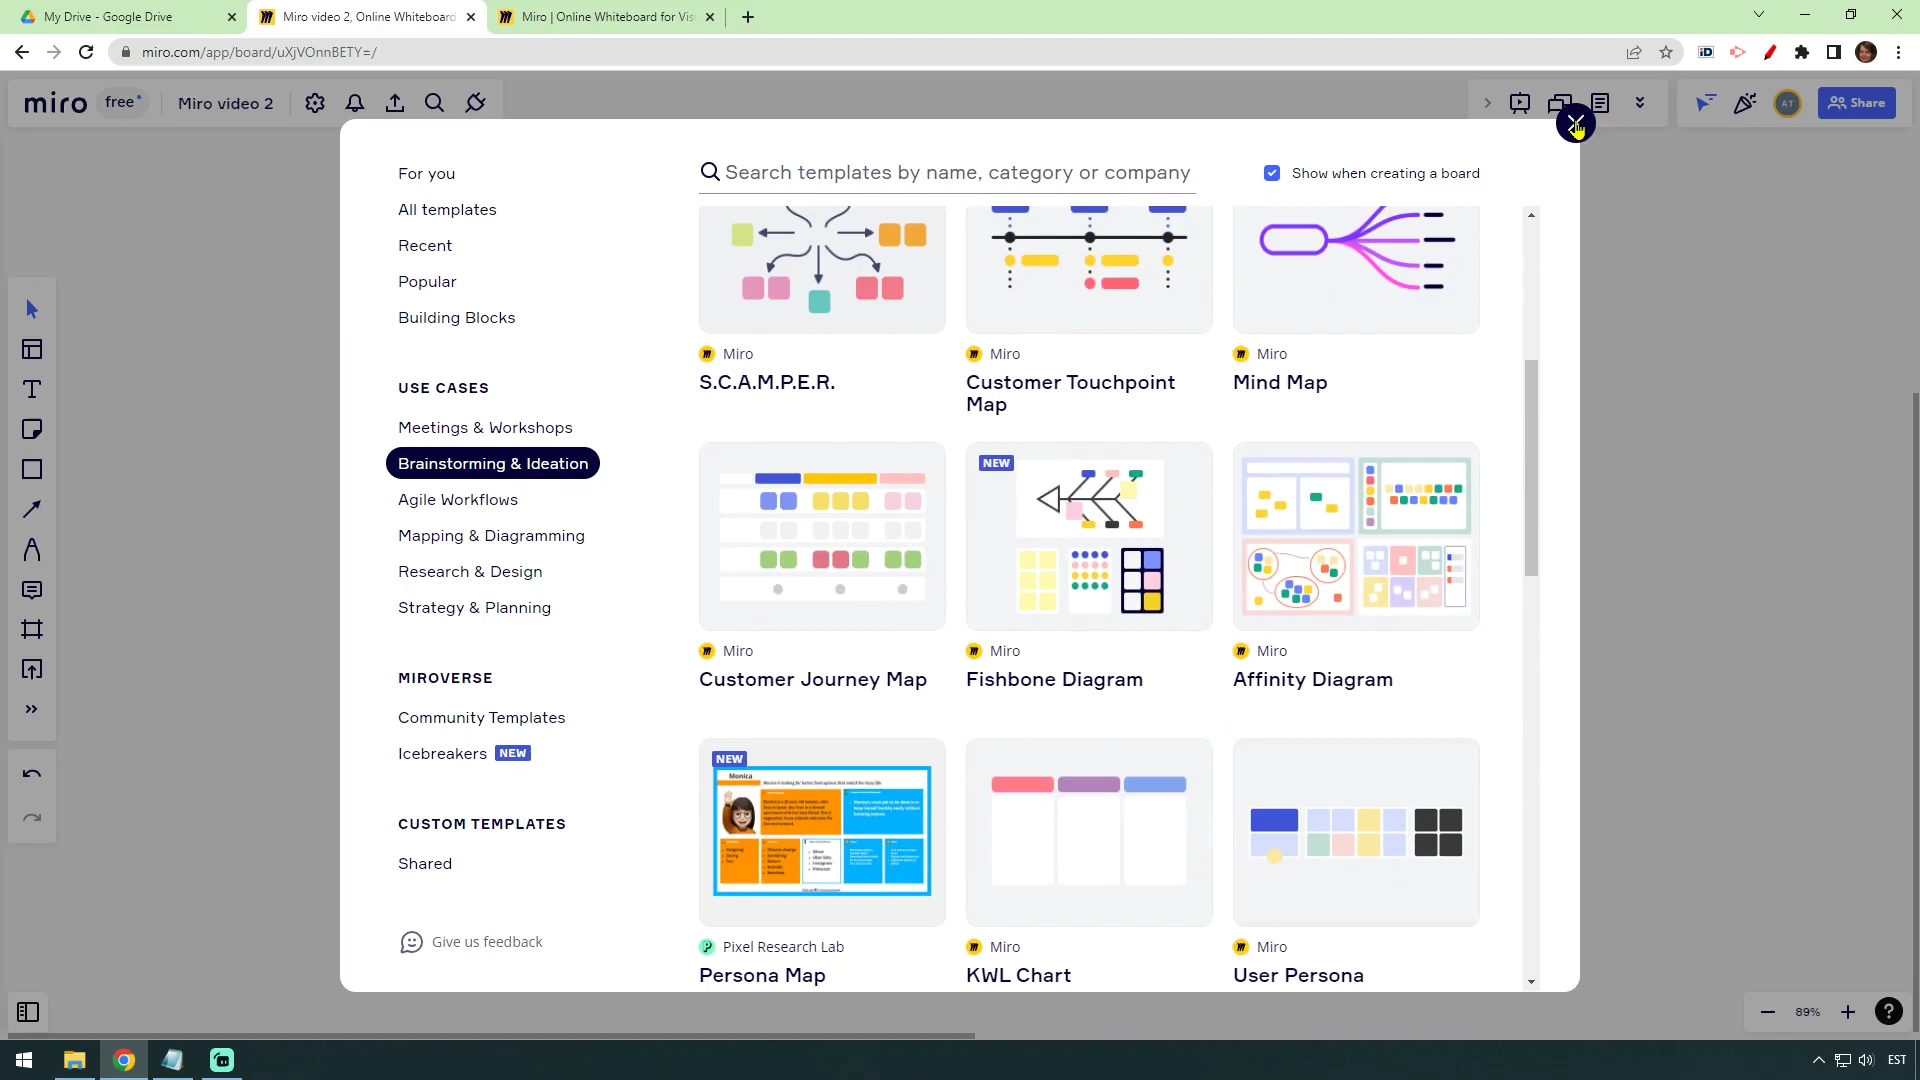 My Drive - Google Drive
Miro video 2, Online Whiteboard
Miro | Online Whiteboard for Vis
miro.com/app/board/uXjVOnnBETY=/
miro
free
Miro video 2
AT
Share
Search templates by name, category or company
Show when creating a board
For you
All templates
Recent
Popular
Building Blocks
USE CASES
Meetings & Workshops
Brainstorming & Ideation
Agile Workflows
Mapping & Diagramming
Research & Design
Strategy & Planning
MIROVERSE
Community Templates
Icebreakers NEW
CUSTOM TEMPLATES
Shared
Give us feedback
Miro
S.C.A.M.P.E.R.
Miro
Customer Touchpoint
Map
Miro
Mind Map
Miro
Customer Journey Map
NEW
Miro
Fishbone Diagram
Miro
Affinity Diagram
NEW
Monica
Pixel Research Lab
Persona Map
Miro
KWL Chart
Miro
User Persona
89%
?
EST